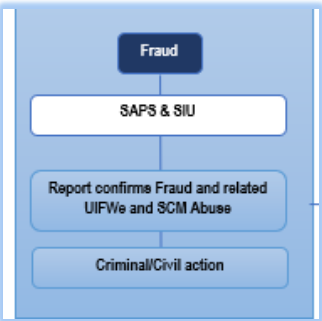 Fraud
SAPS & SIU
Report confirms Fraud and related
UIFWe and SCM Abuse
Criminal/Civil action